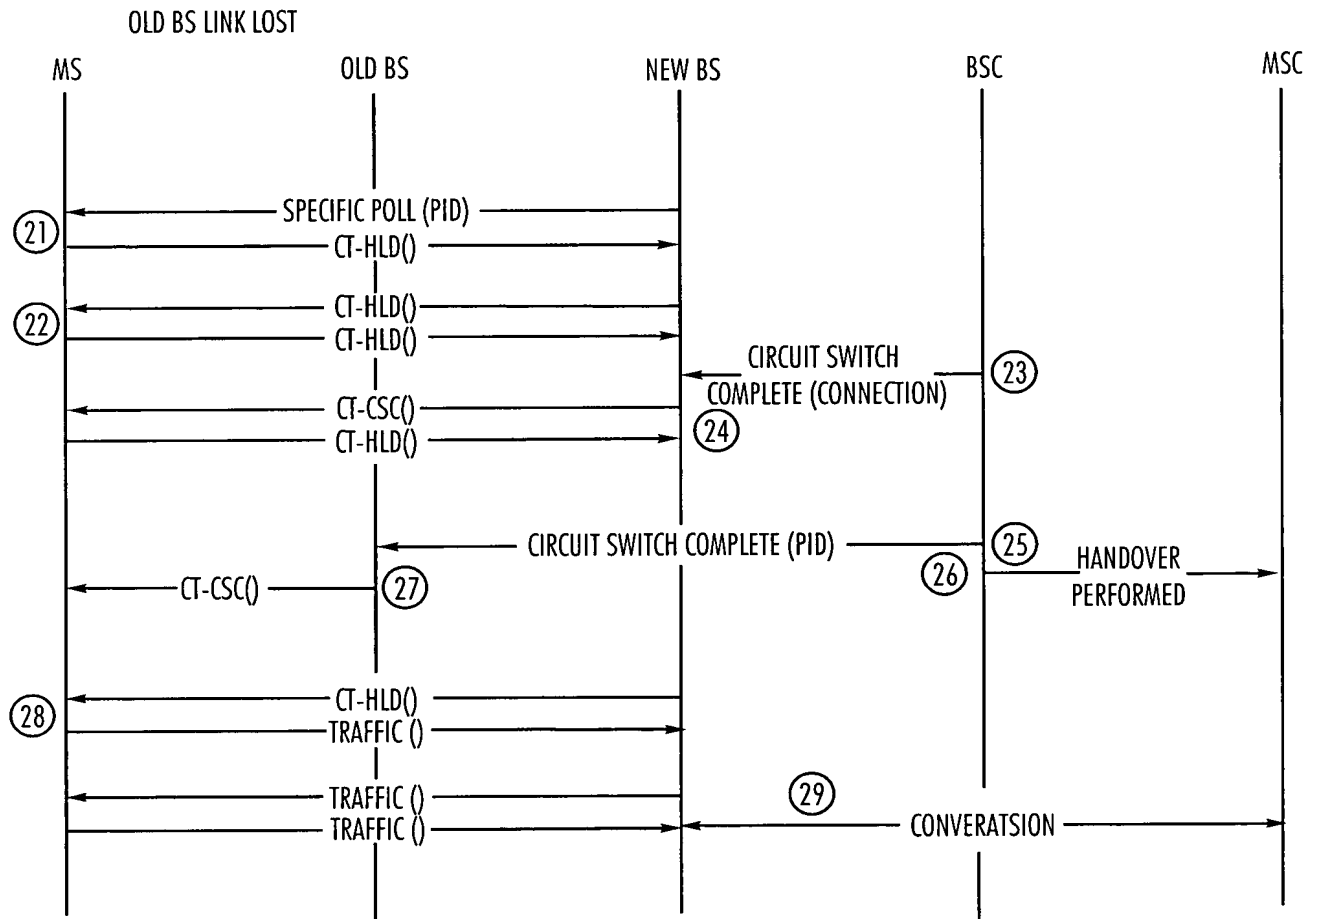 OLD BS LINK LOST
MS
OLD BS
NEW BS
BSC
MSC
SPECIFIC POLL (PID)
21
CT-HLD()
CT-HLD()
22
CT-HLD()
CIRCUIT SWITCH
COMPLETE (CONNECTION)
23
CT-CSC()
24
CT-HLD()
CIRCUIT SWITCH COMPLETE (PID)
25
26
HANDOVER
PERFORMED
CT-CSC()
27
CT-HLD()
28
TRAFFIC ()
TRAFFIC ()
29
TRAFFIC ()
CONVERATSION